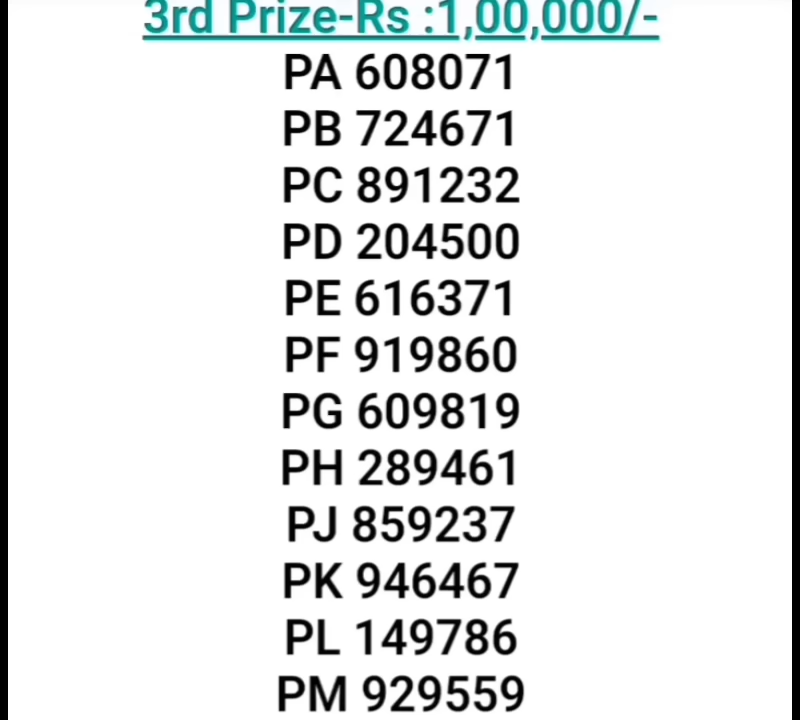 3rd Prize-Rs :1,00,000/-
PA 608071
PB 724671
PC 891232
PD 204500
PE 616371
PF 919860
PG 609819
PH 289461
PJ 859237
PK 946467
PL 149786
PM 929559